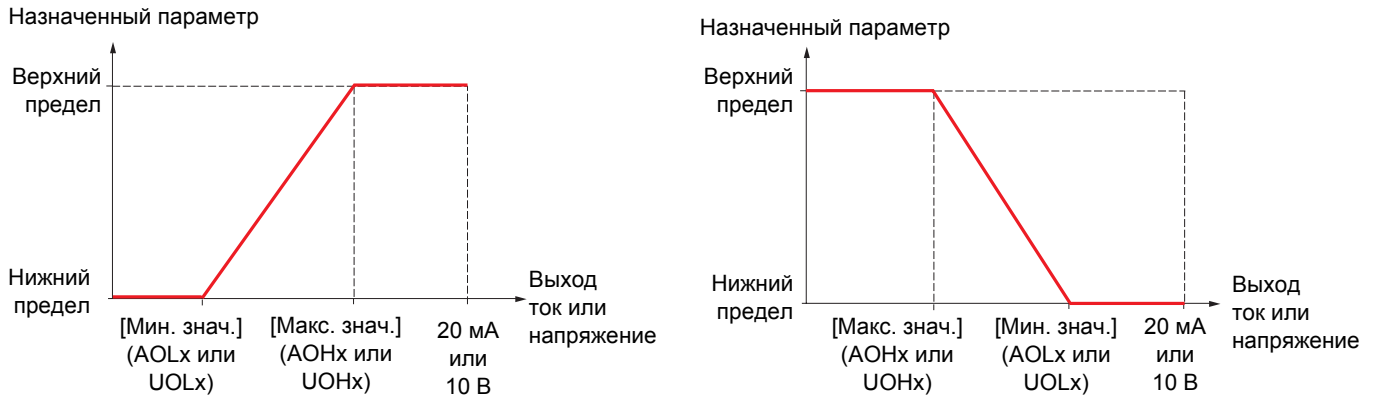 Назначенный параметр
Верхний
предел
Нижний
предел
[Мин. знач.]
(AOLx или
UOLx)
[Макс. знач.]
(AOHx или
UOHx)
20 мА
или
10 В
Выход
ток или
напряжение
Назначенный параметр
Верхний
предел
Нижний
предел
[Макс. знач.]
(AOHx или
UOHx)
[Мин. знач.]
(AOLx или
UOLx)
20 мА
или
10 В
Выход
ток или
напряжение